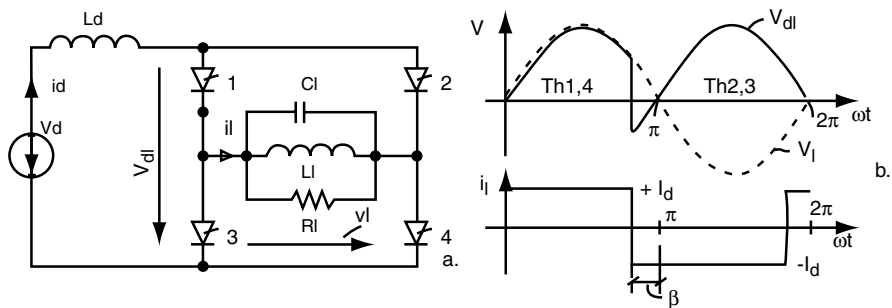 Ld
id
Vd
Vdl
1
2
Cl
il
Ll
Rl
vl
3
4
a.
V
Vdl
Th1,4
Th2,3
π
2π
ωt
Vl
b.
il
+ Id
π
2π
ωt
-Id
β